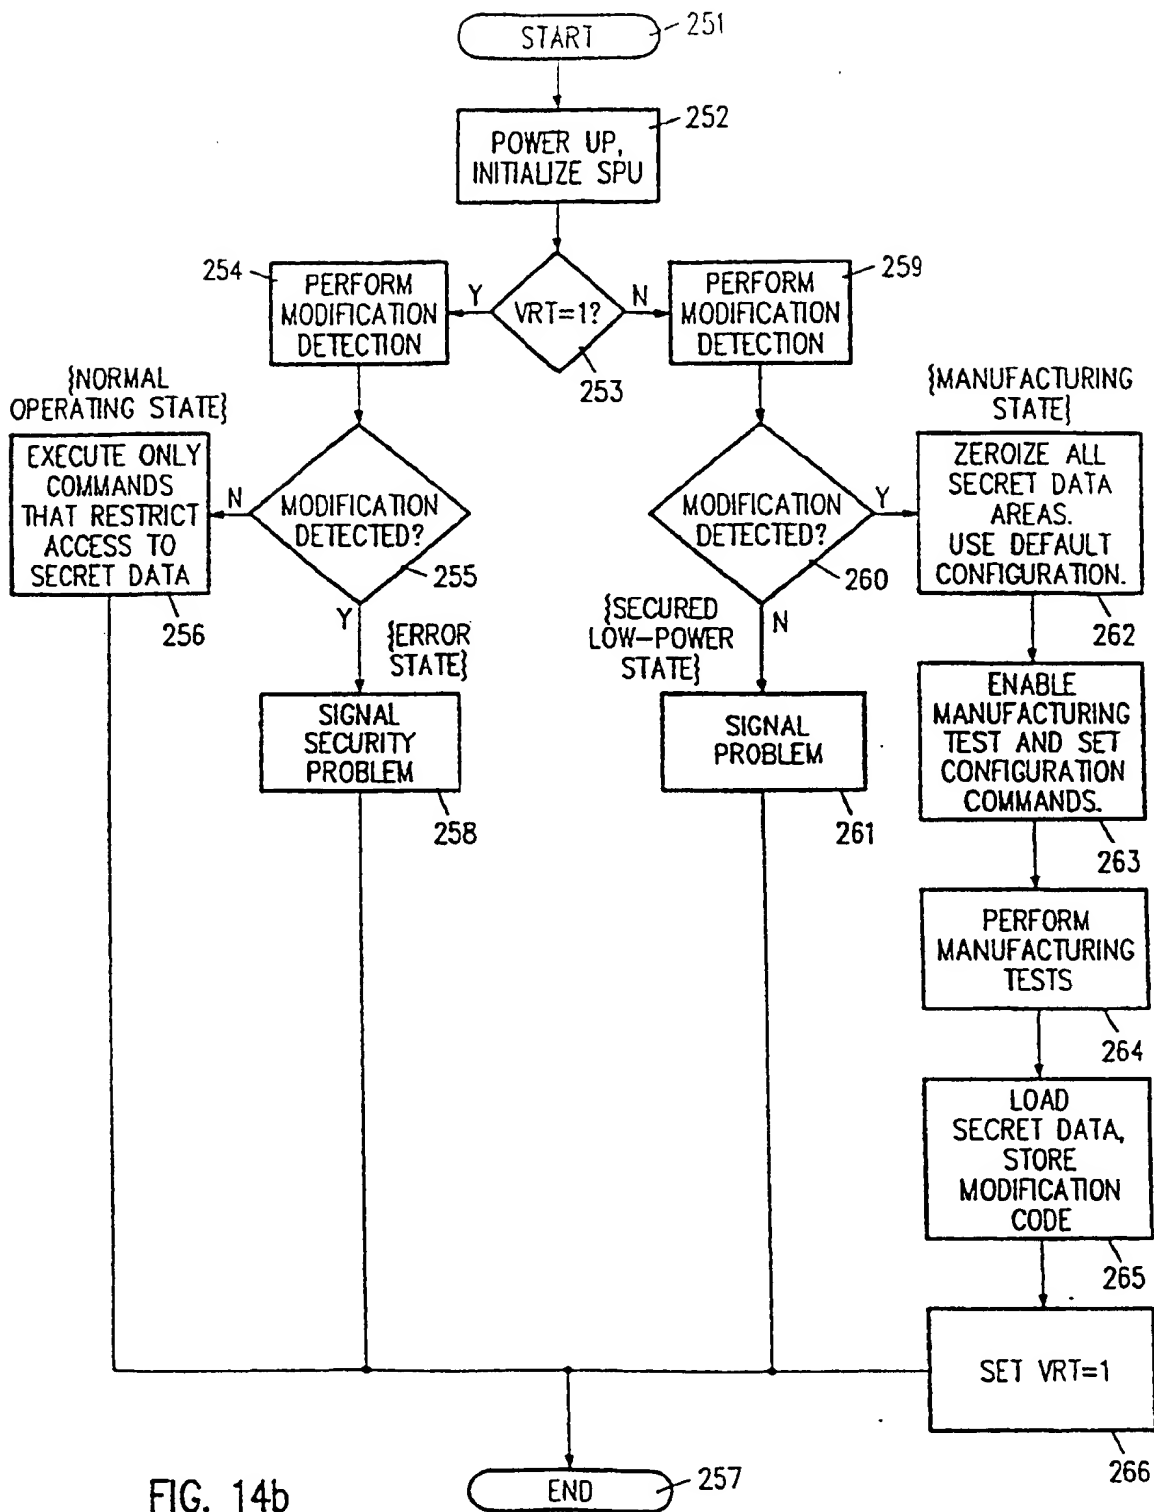 START
251
252
POWER UP,
INITIALIZE SPU
254
PERFORM
MODIFICATION
DETECTION
Y
VRT=1?
N
253
PERFORM
MODIFICATION
DETECTION
259
{NORMAL
OPERATING STATE}
EXECUTE ONLY
COMMANDS
THAT RESTRICT
ACCESS TO
SECRET DATA
256
N
MODIFICATION
DETECTED?
255
Y
{ERROR
STATE}
SIGNAL
SECURITY
PROBLEM
258
MODIFICATION
DETECTED?
260
Y
N
{SECURED
LOW-POWER
STATE}
SIGNAL
PROBLEM
261
{MANUFACTURING
STATE}
ZEROIZE ALL
SECRET DATA
AREAS.
USE DEFAULT
CONFIGURATION.
262
ENABLE
MANUFACTURING
TEST AND SET
CONFIGURATION
COMMANDS.
263
PERFORM
MANUFACTURING
TESTS
264
LOAD
SECRET DATA,
STORE
MODIFICATION
CODE
265
SET VRT=1
266
END
257
FIG. 14b